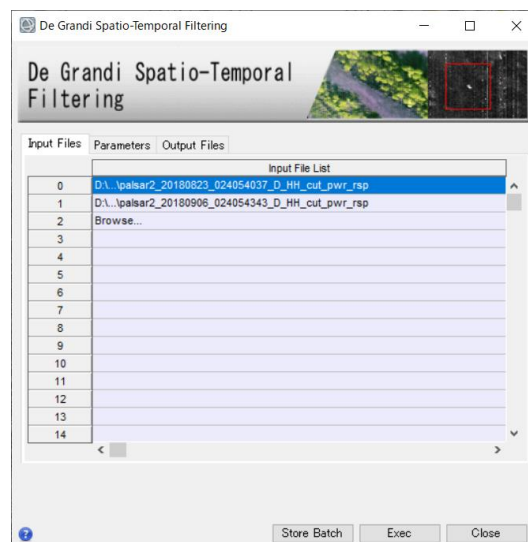 De Grandi Spatio-Temporal Filtering
De Grandi Spatio-Temporal
Filtering
Input Files Parameters Output Files
Input File List
0 D:\...\palsar2_20180823_024054037_D_HH_cut_pwr_rsp
1 D:\...\palsar2_20180906_024054343_D_HH_cut_pwr_rsp
2 Browse...
3
4
5
6
7
8
9
10
11
12
13
14
Store Batch Exec Close